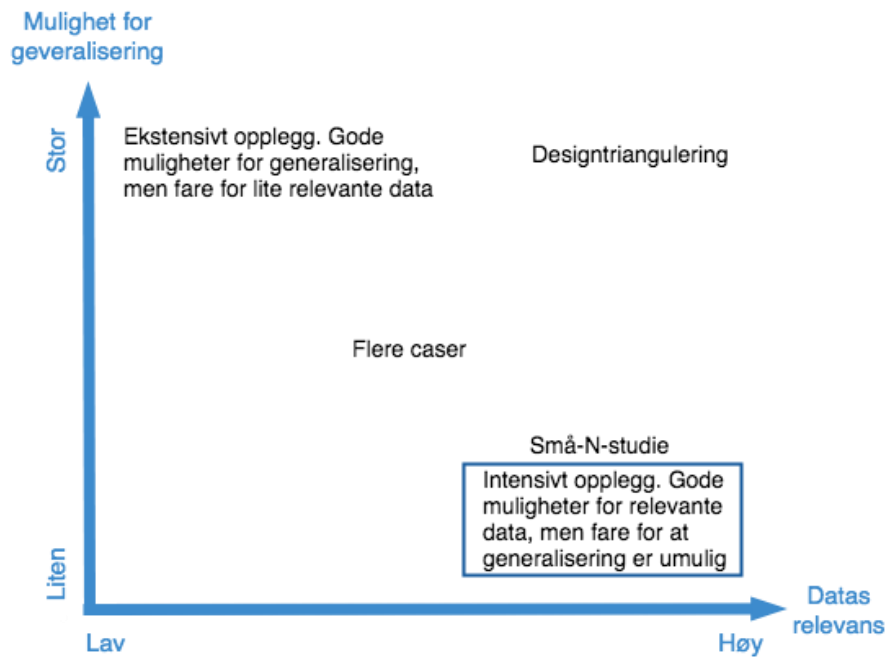 Mulighet for
geveralisering
Stor
Ekstensivt opplegg. Gode
muligheter for generalisering,
men fare for lite relevante data
Designtriangulering
Flere caser
Små-N-studie
Intensivt opplegg. Gode
muligheter for relevante
data, men fare for at
generalisering er umulig
Liten
Lav
Høy
Datas
relevans